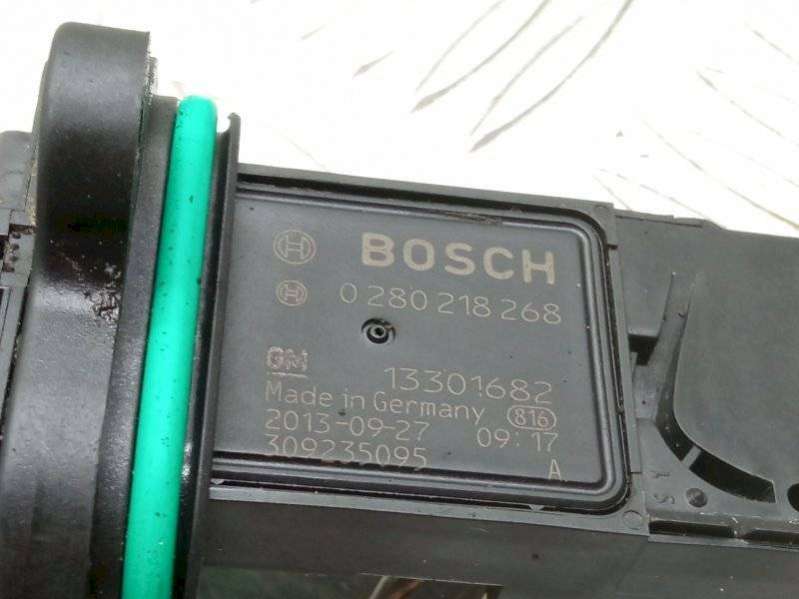 BOSCH
0 280 218 268
GM 13301682
Made in Germany 816
2013-09-27 09:17
309235095 A